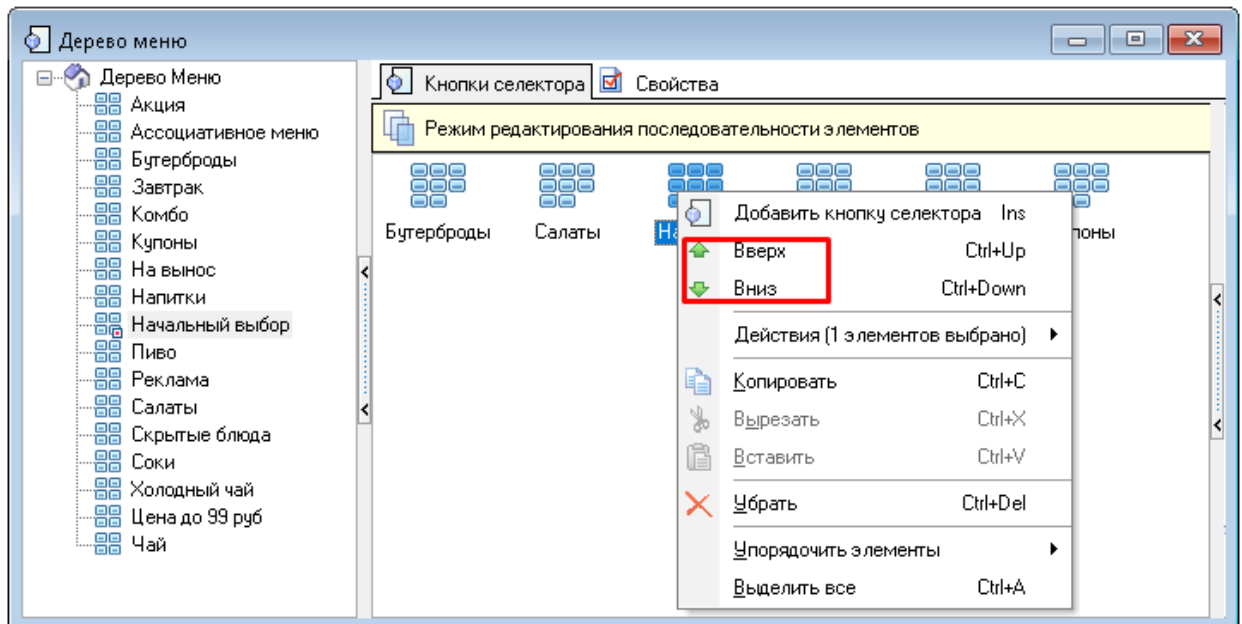 Дерево меню
Дерево Меню
Акция
Ассоциативное меню
Бутерброды
Завтрак
Комбо
Купоны
На вынос
Напитки
Начальный выбор
Пиво
Реклама
Салаты
Скрытые блюда
Соки
Холодный чай
Цена до 99 руб
Чай
Кнопки селектора Свойства
Режим редактирования последовательности элементов
Бутерброды Салаты
Добавить кнопку селектора Ins
Вверх Ctrl+Up
Вниз Ctrl+Down
Действия (1 элементов выбрано)
Копировать Ctrl+C
Вырезать Ctrl+X
Вставить Ctrl+V
Убрать Ctrl+Del
Упорядочить элементы
Выделить все Ctrl+A